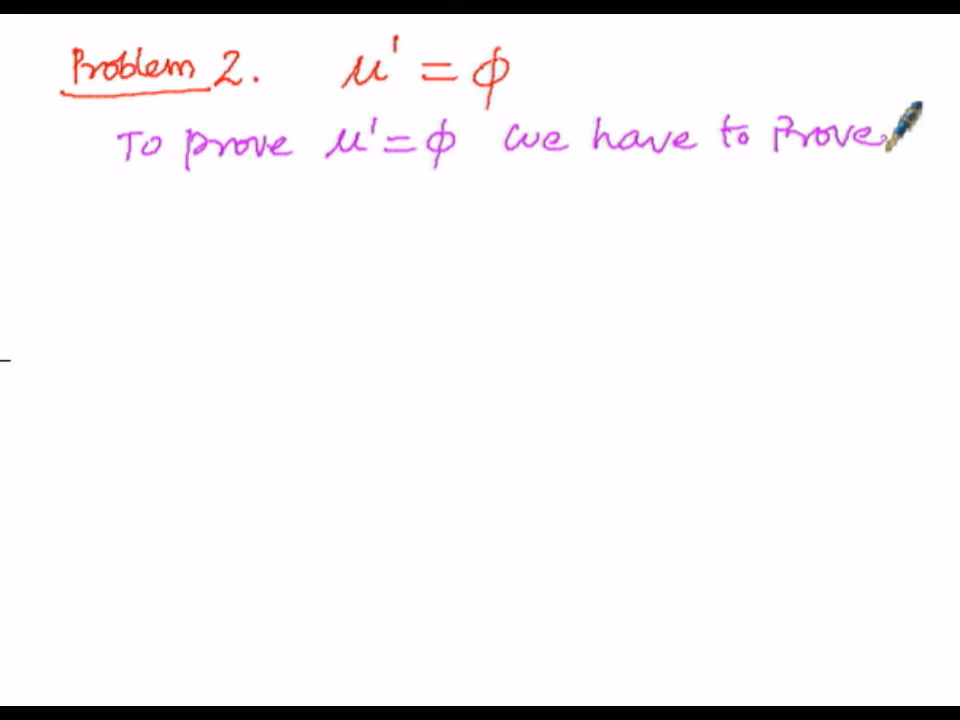 Problem 2. μ' = φ
To prove μ' = φ we have to prove